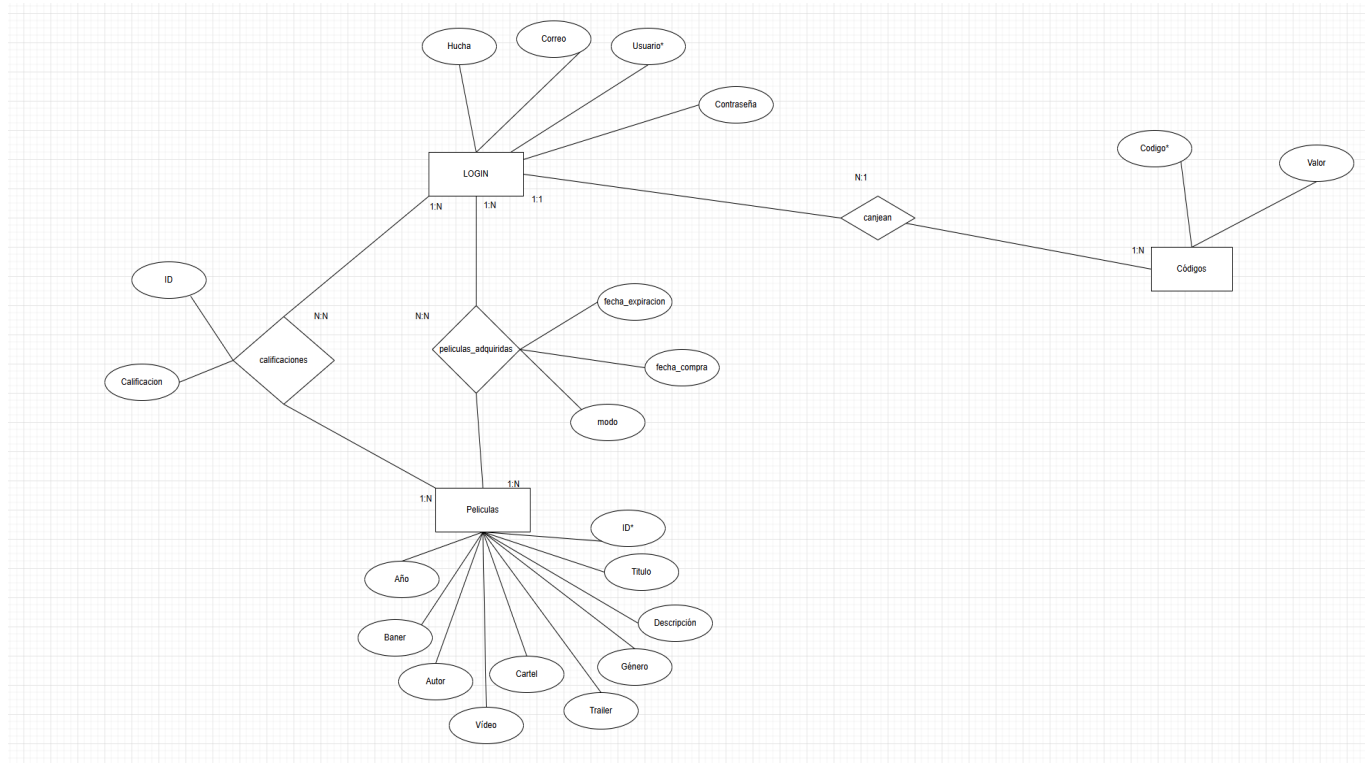 Hucha
Correo
Usuario*
Contraseña
LOGIN
1:N
1:N
1:1
N:1
canjean
Codigo*
Valor
1:N
Códigos
ID
Calificacion
calificaciones
N:N
N:N
peliculas_adquiridas
fecha_expiracion
fecha_compra
modo
1:N
1:N
Peliculas
ID*
Titulo
Descripción
Género
Trailer
Cartel
Vídeo
Autor
Baner
Año